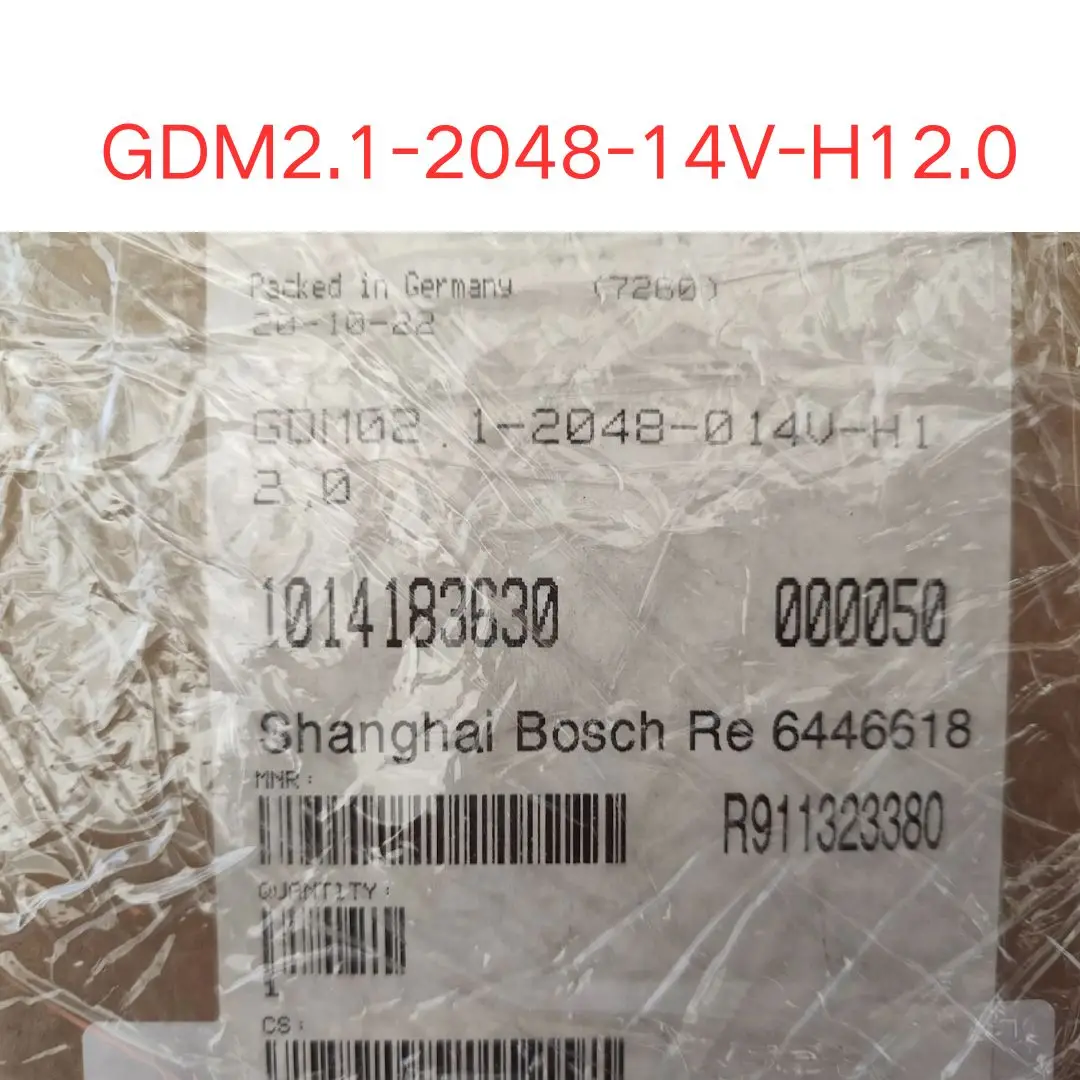 GDM2.1-2048-14V-H12.0
Packed in Germany (7260)
20-10-22
GDM02.1-2048-014V-H1
2,0
1014183630 000050
Shanghai Bosch Re 6446618
MNR:
R911323380
QUANTITY:
1
CS: